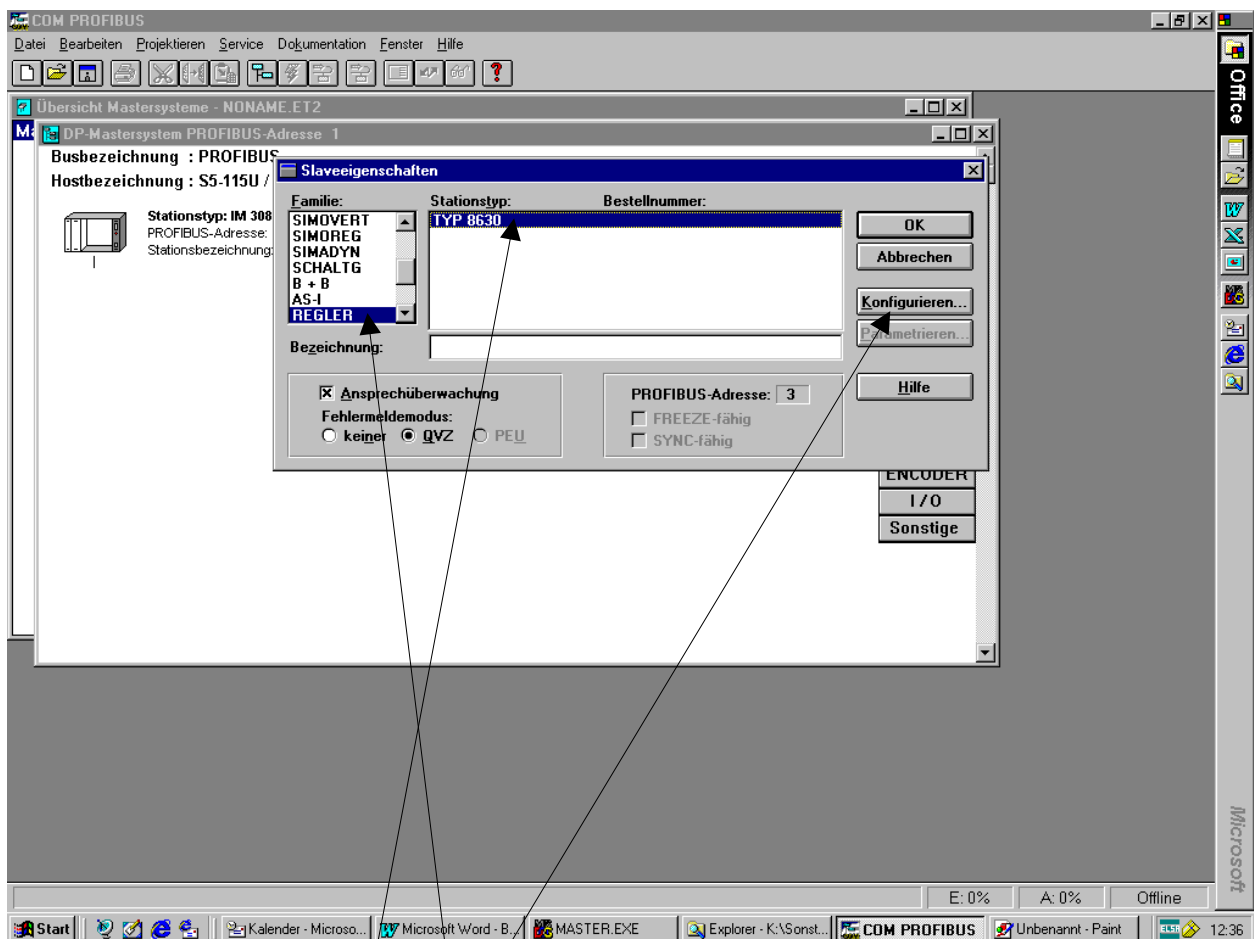 COM PROFIBUS
Datei Bearbeiten Projektieren Service Dokumentation Fenster Hilfe
Übersicht Mastersysteme - NONAME.ET2
Ma
DP-Mastersystem PROFIBUS-Adresse 1
Busbezeichnung : PROFIBUS
Hostbezeichnung : S5-115U /
Stationstyp: IM 308
PROFIBUS-Adresse:
Stationsbezeichnung:
Slaveeigenschaften
Familie: Stationstyp: Bestellnummer:
SIMOVERT
SIMOREG
SIMADYN
SCHALTG
B + B
AS-I
REGLER
TYP 8630
OK
Abbrechen
Konfigurieren...
Parametrieren...
Hilfe
Bezeichnung:
Ansprechüberwachung
Fehlermeldemodus:
keiner QVZ PEU
PROFIBUS-Adresse: 3
FREEZE-fähig
SYNC-fähig
ENCODER
I / O
Sonstige
Office
Microsoft
E: 0% A: 0% Offline
Start Kalender - Microso... Microsoft Word - B... MASTER.EXE Explorer - K:\Sonst... COM PROFIBUS Unbenannt - Paint 12:36